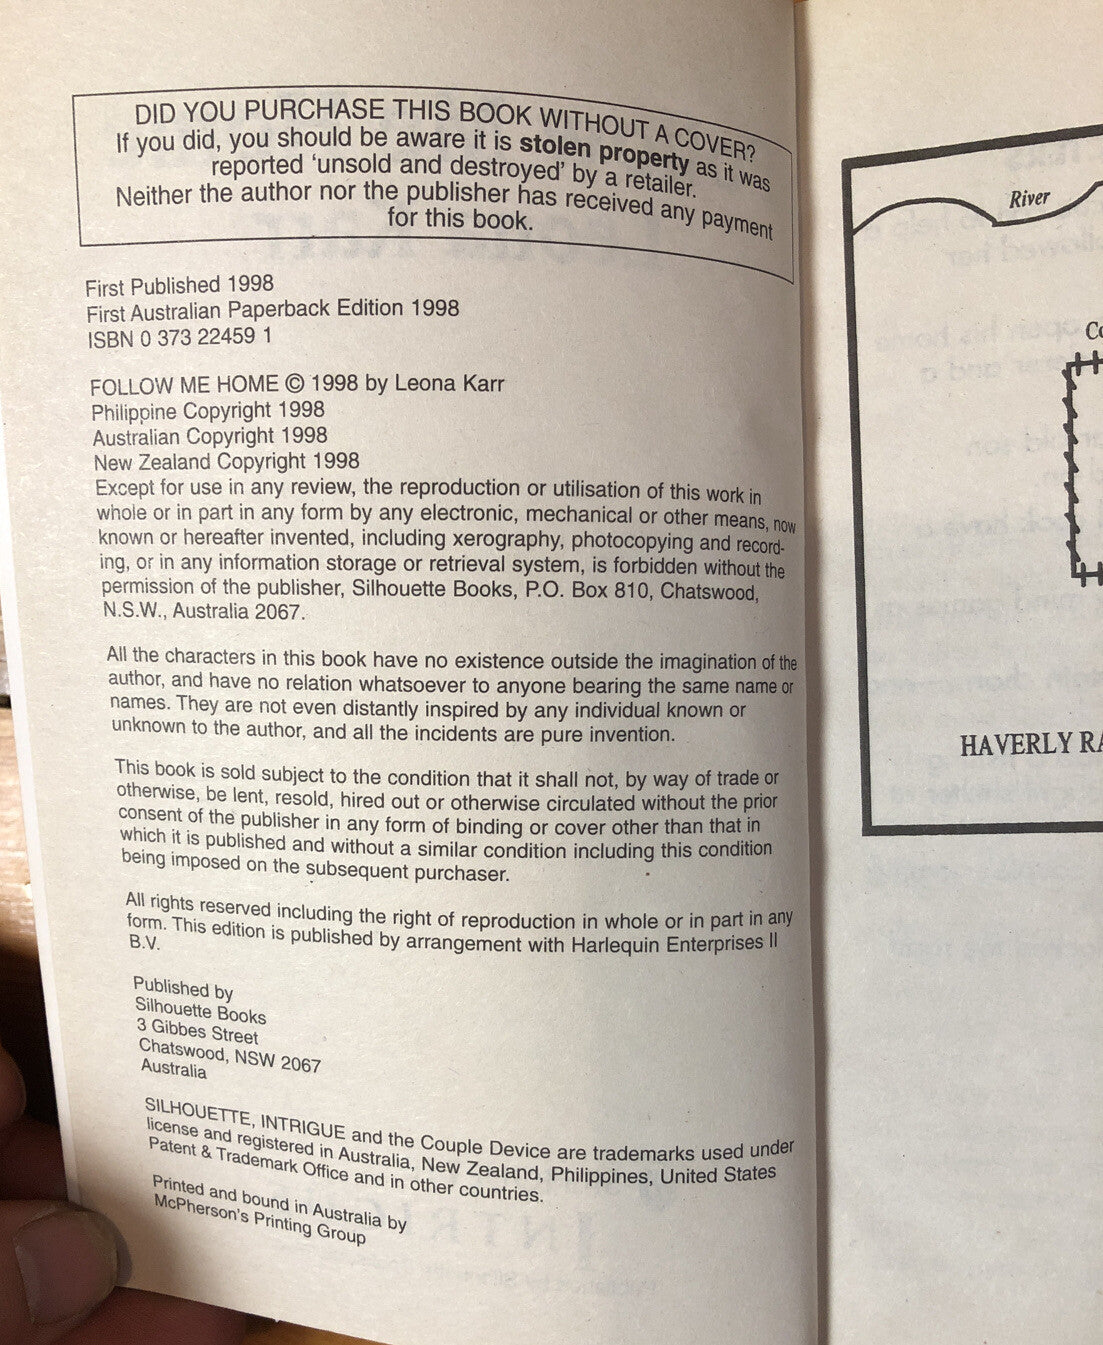 DID YOU PURCHASE THIS BOOK WITHOUT A COVER?
If you did, you should be aware it is stolen property as it was
reported ‘unsold and destroyed’ by a retailer.
Neither the author nor the publisher has received any payment
for this book.
First Published 1998
First Australian Paperback Edition 1998
ISBN 0 373 22459 1
FOLLOW ME HOME © 1998 by Leona Karr
Philippine Copyright 1998
Australian Copyright 1998
New Zealand Copyright 1998
Except for use in any review, the reproduction or utilisation of this work in
whole or in part in any form by any electronic, mechanical or other means, now
known or hereafter invented, including xerography, photocopying and record-
ing, or in any information storage or retrieval system, is forbidden without the
permission of the publisher, Silhouette Books, P.O. Box 810, Chatswood,
N.S.W., Australia 2067.
All the characters in this book have no existence outside the imagination of the
author, and have no relation whatsoever to anyone bearing the same name or
names. They are not even distantly inspired by any individual known or
unknown to the author, and all the incidents are pure invention.
This book is sold subject to the condition that it shall not, by way of trade or
otherwise, be lent, resold, hired out or otherwise circulated without the prior
consent of the publisher in any form of binding or cover other than that in
which it is published and without a similar condition including this condition
being imposed on the subsequent purchaser.
All rights reserved including the right of reproduction in whole or in part in any
form. This edition is published by arrangement with Harlequin Enterprises II
B.V.
Published by
Silhouette Books
3 Gibbes Street
Chatswood, NSW 2067
Australia
SILHOUETTE, INTRIGUE and the Couple Device are trademarks used under
license and registered in Australia, New Zealand, Philippines, United States
Patent & Trademark Office and in other countries.
Printed and bound in Australia by
McPherson's Printing Group
River
HAVERLY